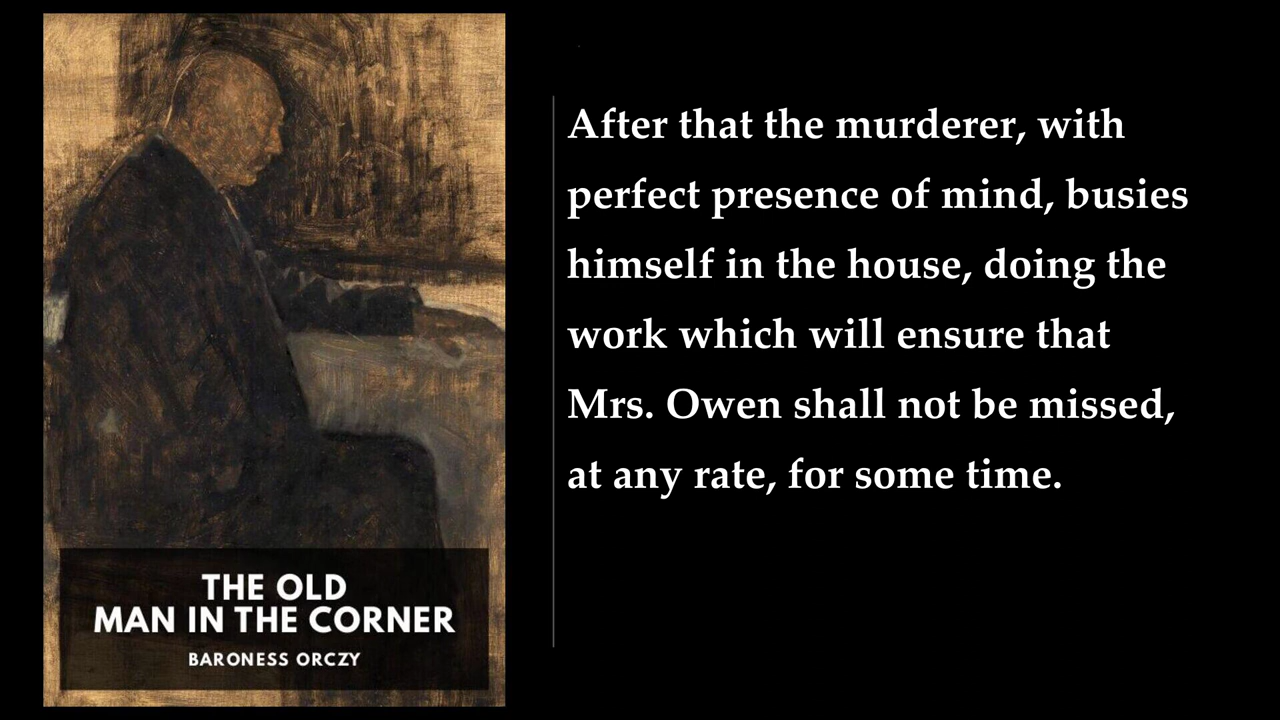 After that the murderer, with
perfect presence of mind, busies
himself in the house, doing the
work which will ensure that
Mrs. Owen shall not be missed,
at any rate, for some time.
THE OLD
MAN IN THE CORNER
BARONESS ORCZY